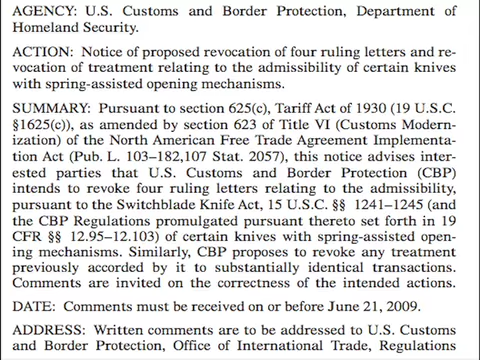 AGENCY: U.S. Customs and Border Protection, Department of
Homeland Security.
ACTION: Notice of proposed revocation of four ruling letters and re-
vocation of treatment relating to the admissibility of certain knives
with spring-assisted opening mechanisms.
SUMMARY: Pursuant to section 625(c), Tariff Act of 1930 (19 U.S.C.
§1625(c)), as amended by section 623 of Title VI (Customs Modern-
ization) of the North American Free Trade Agreement Implementa-
tion Act (Pub. L. 103–182,107 Stat. 2057), this notice advises inter-
ested parties that U.S. Customs and Border Protection (CBP)
intends to revoke four ruling letters relating to the admissibility,
pursuant to the Switchblade Knife Act, 15 U.S.C. §§ 1241–1245 (and
the CBP Regulations promulgated pursuant thereto set forth in 19
CFR §§ 12.95–12.103) of certain knives with spring-assisted open-
ing mechanisms. Similarly, CBP proposes to revoke any treatment
previously accorded by it to substantially identical transactions.
Comments are invited on the correctness of the intended actions.
DATE: Comments must be received on or before June 21, 2009.
ADDRESS: Written comments are to be addressed to U.S. Customs
and Border Protection, Office of International Trade, Regulations